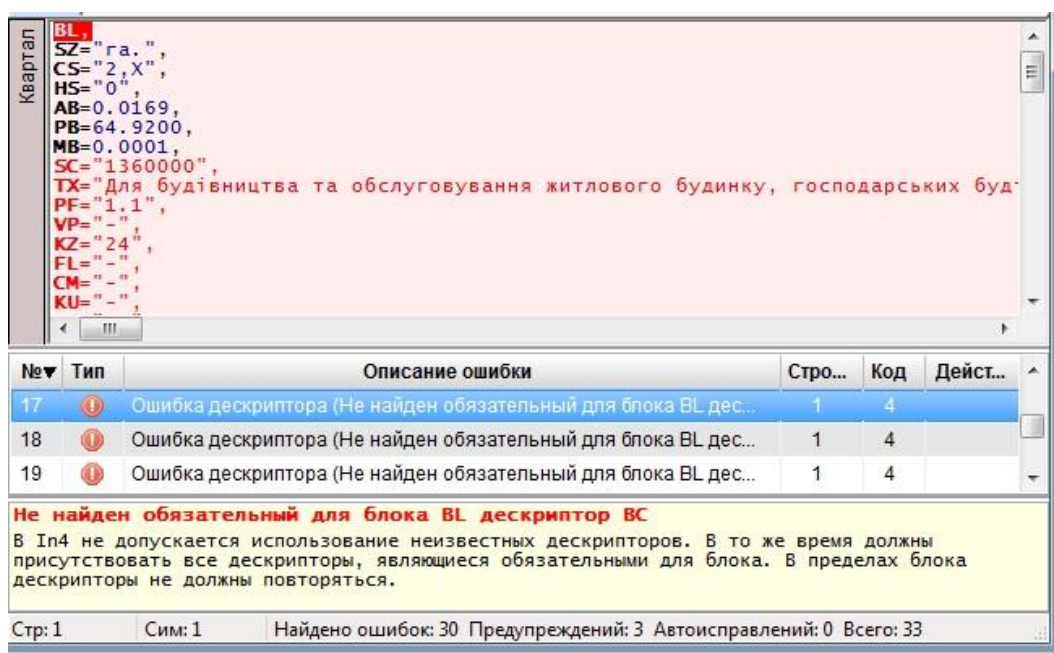 Квартал
BL,
SZ="га.",
CS="2,X",
HS="0",
AB=0.0169,
PB=64.9200,
MB=0.0001,
SC="1360000",
TX="Для будівництва та обслуговування житлового будинку, господарських буд
PF="1.1",
VP="-",
KZ="24",
FL="-",
CM="-",
KU="-",
№ Тип Описание ошибки Стро... Код Дейст...
17 Ошибка дескриптора (Не найден обязательный для блока BL дес... 1 4
18 Ошибка дескриптора (Не найден обязательный для блока BL дес... 1 4
19 Ошибка дескриптора (Не найден обязательный для блока BL дес... 1 4
Не найден обязательный для блока BL дескриптор BC
В In4 не допускается использование неизвестных дескрипторов. В то же время должны
присутствовать все дескрипторы, являющиеся обязательными для блока. В пределах блока
дескрипторы не должны повторяться.
Стр: 1 Сим: 1 Найдено ошибок: 30 Предупреждений: 3 Автоисправлений: 0 Всего: 33